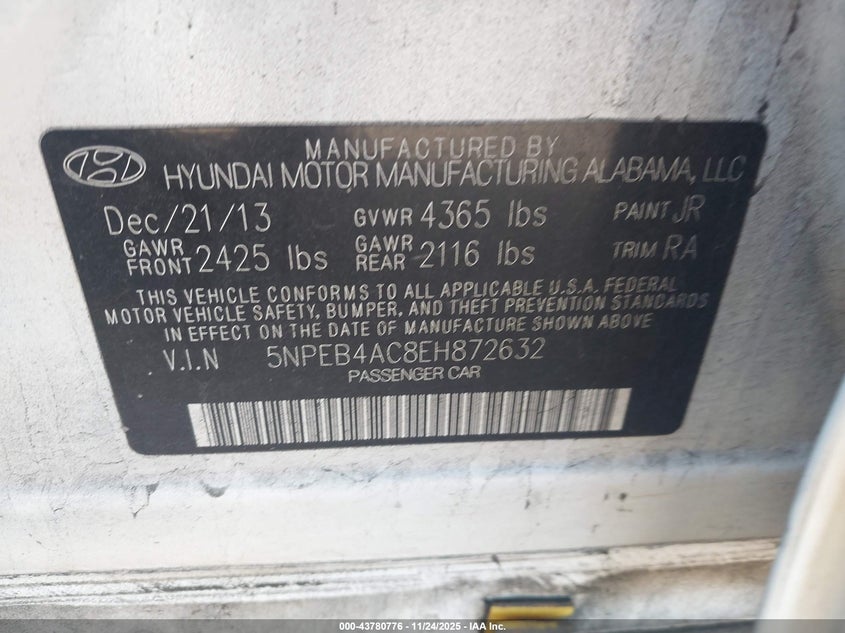 MANUFACTURED BY
HYUNDAI MOTOR MANUFACTURING ALABAMA, LLC
Dec/21/13 GVWR 4365 lbs PAINT JR
GAWR FRONT 2425 lbs GAWR REAR 2116 lbs TRIM RA
THIS VEHICLE CONFORMS TO ALL APPLICABLE U.S.A. FEDERAL
MOTOR VEHICLE SAFETY, BUMPER, AND THEFT PREVENTION STANDARDS
IN EFFECT ON THE DATE OF MANUFACTURE SHOWN ABOVE
V.I.N 5NPEB4AC8EH872632
PASSENGER CAR
000-43780776 - 11/24/2025 - IAA Inc.